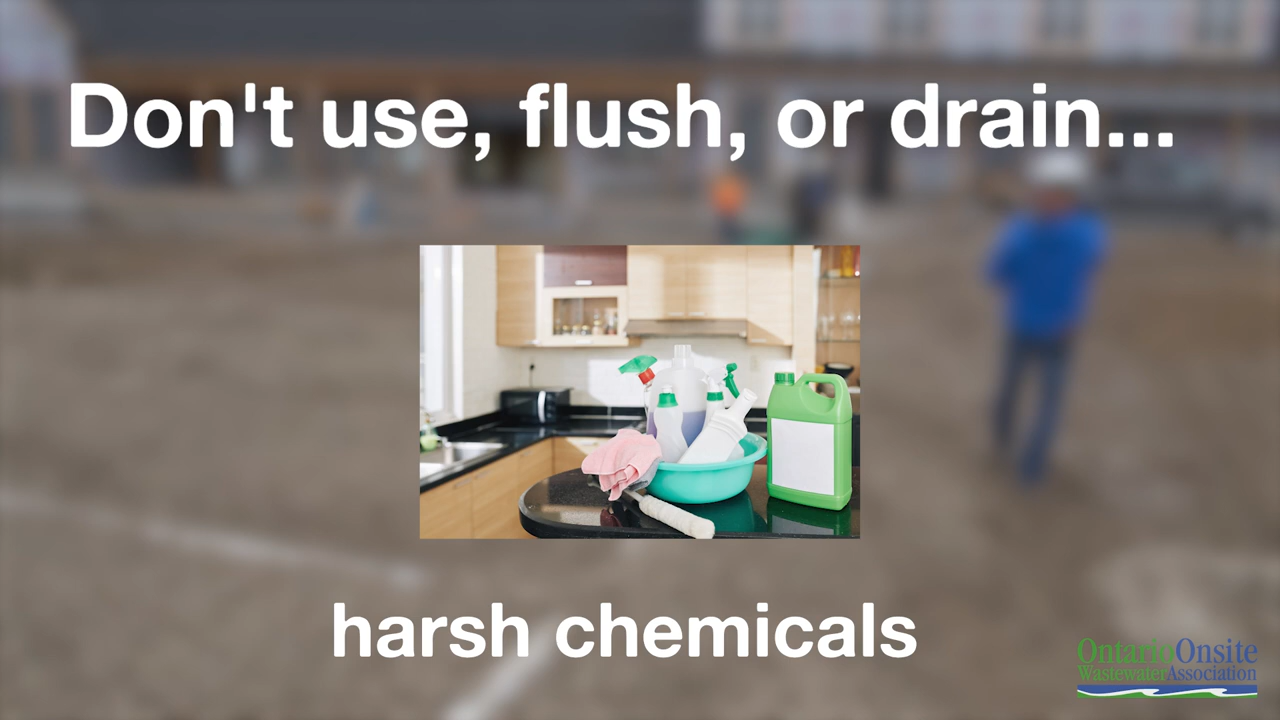 Don't use, flush, or drain...
harsh chemicals
OntarioOnsite
WastewaterAssociation